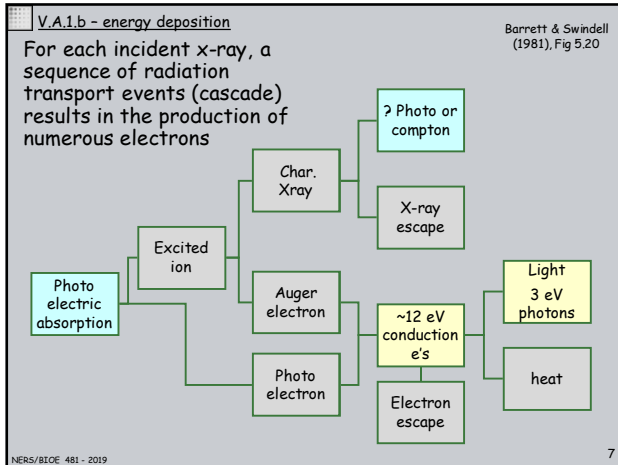 V.A.1.b – energy deposition
Barrett & Swindell
(1981), Fig 5.20
For each incident x-ray, a
sequence of radiation
transport events (cascade)
results in the production of
numerous electrons
? Photo or
compton
Char.
Xray
X-ray
escape
Excited
ion
Photo
electric
absorption
Auger
electron
~12 eV
conduction
e's
Light
3 eV
photons
Photo
electron
Electron
escape
heat
NERS/BIOE 481 - 2019
7